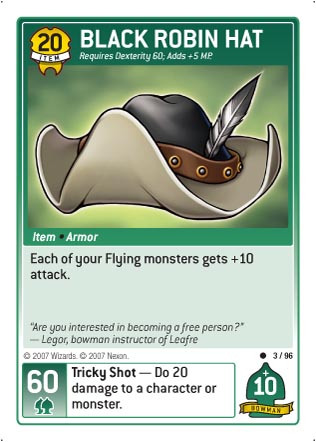 20
ITEM
BLACK ROBIN HAT
Requires Dexterity 60; Adds +5 MP
Item • Armor
Each of your Flying monsters gets +10
attack.
"Are you interested in becoming a free person?"
— Legor, bowman instructor of Leafre
© 2007 Wizards. © 2007 Nexon.
● 3 / 96
60
Tricky Shot — Do 20
damage to a character or
monster.
+
10
BOWMAN